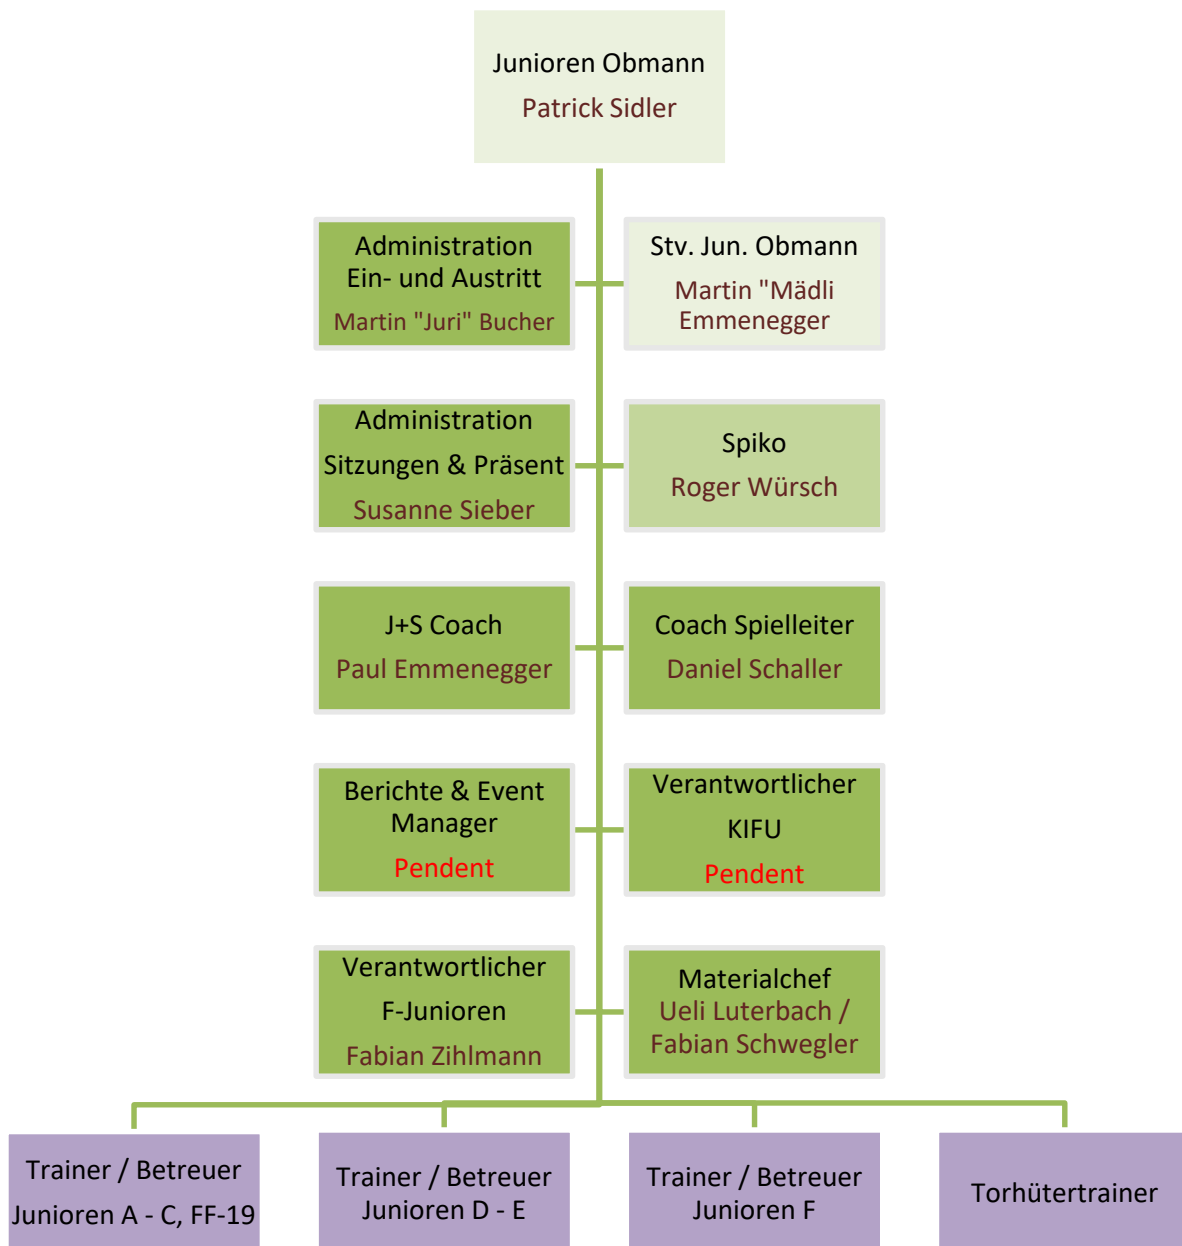 Junioren Obmann
Patrick Sidler
Administration
Ein- und Austritt
Martin "Juri" Bucher
Stv. Jun. Obmann
Martin "Mädli
Emmenegger
Administration
Sitzungen & Präsent
Susanne Sieber
Spiko
Roger Würsch
J+S Coach
Paul Emmenegger
Coach Spielleiter
Daniel Schaller
Berichte & Event
Manager
Pendent
Verantwortlicher
KIFU
Pendent
Verantwortlicher
F-Junioren
Fabian Zihlmann
Materialchef
Ueli Luterbach /
Fabian Schwegler
Trainer / Betreuer
Junioren A - C, FF-19
Trainer / Betreuer
Junioren D - E
Trainer / Betreuer
Junioren F
Torhütertrainer